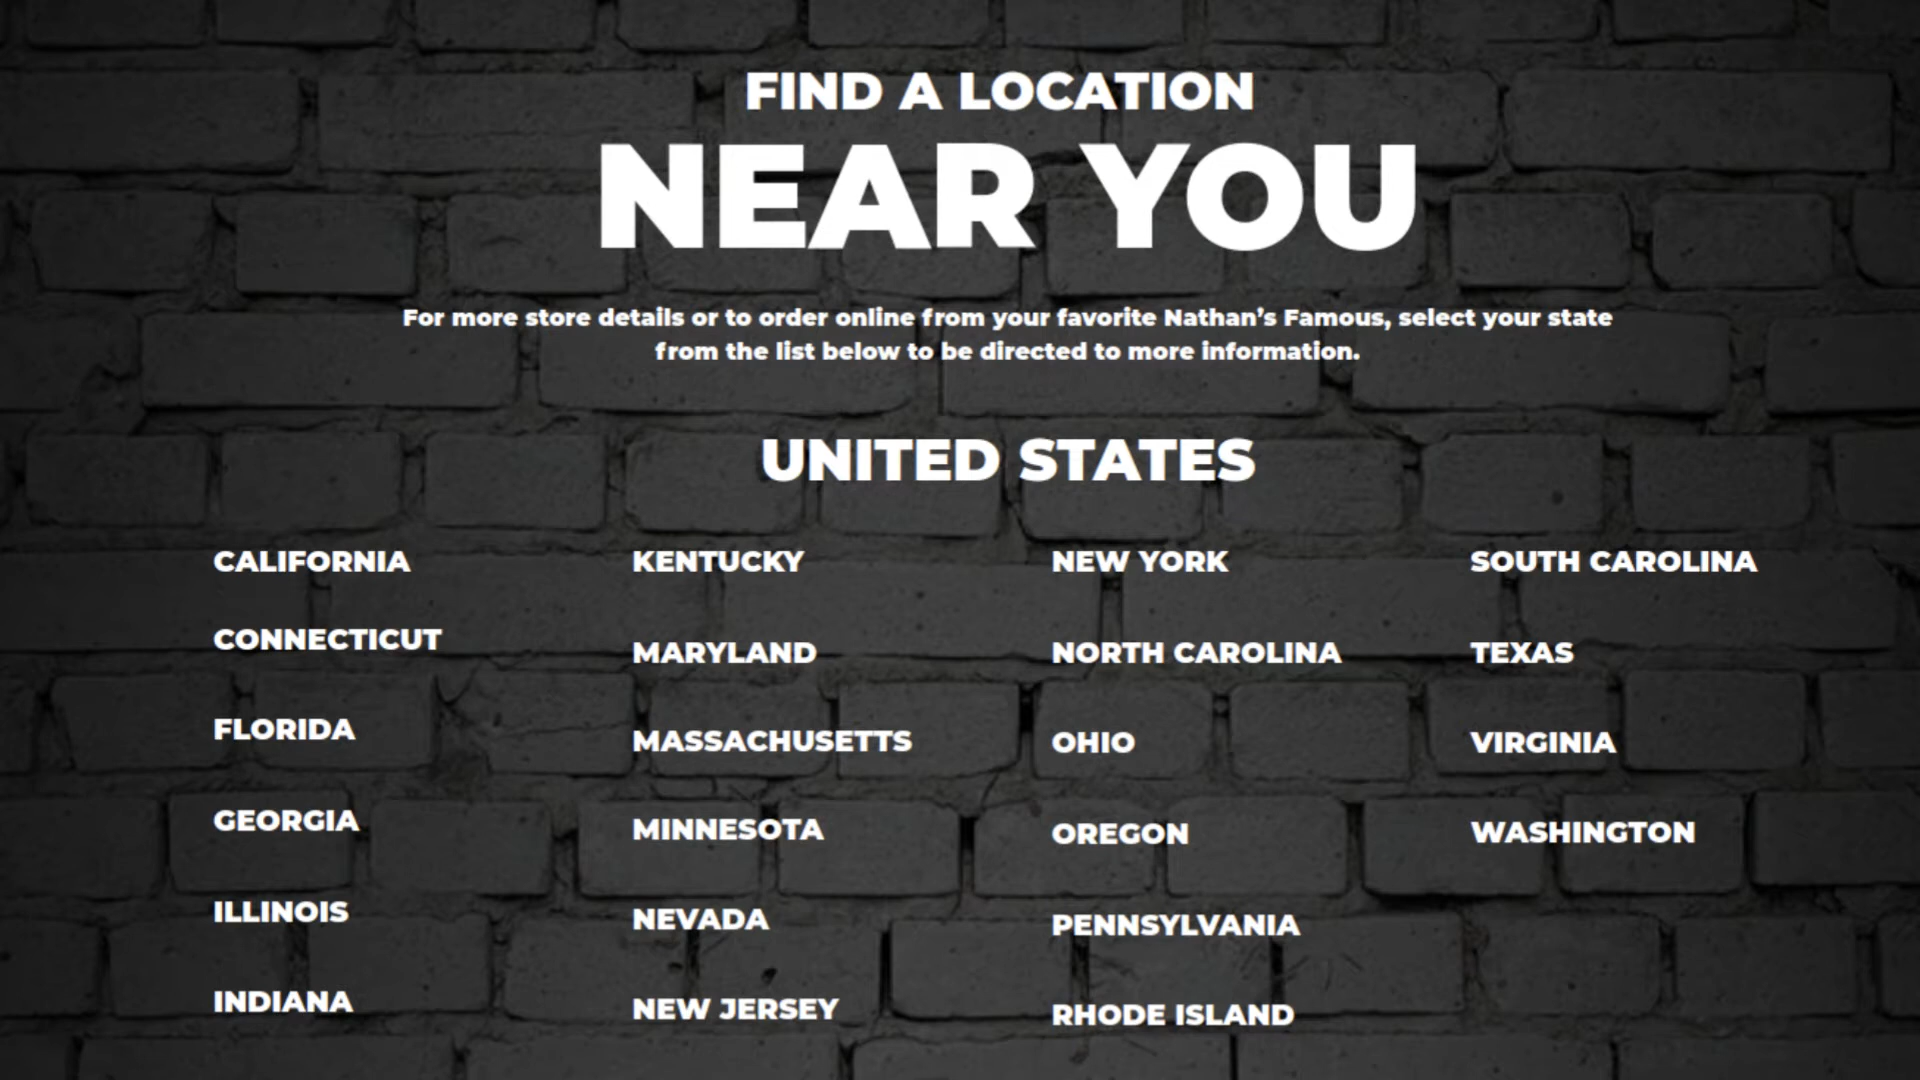 FIND A LOCATION
NEAR YOU
For more store details or to order online from your favorite Nathan's Famous, select your state
from the list below to be directed to more information.
UNITED STATES
CALIFORNIA
CONNECTICUT
FLORIDA
GEORGIA
ILLINOIS
INDIANA
KENTUCKY
MARYLAND
MASSACHUSETTS
MINNESOTA
NEVADA
NEW JERSEY
NEW YORK
NORTH CAROLINA
OHIO
OREGON
PENNSYLVANIA
RHODE ISLAND
SOUTH CAROLINA
TEXAS
VIRGINIA
WASHINGTON